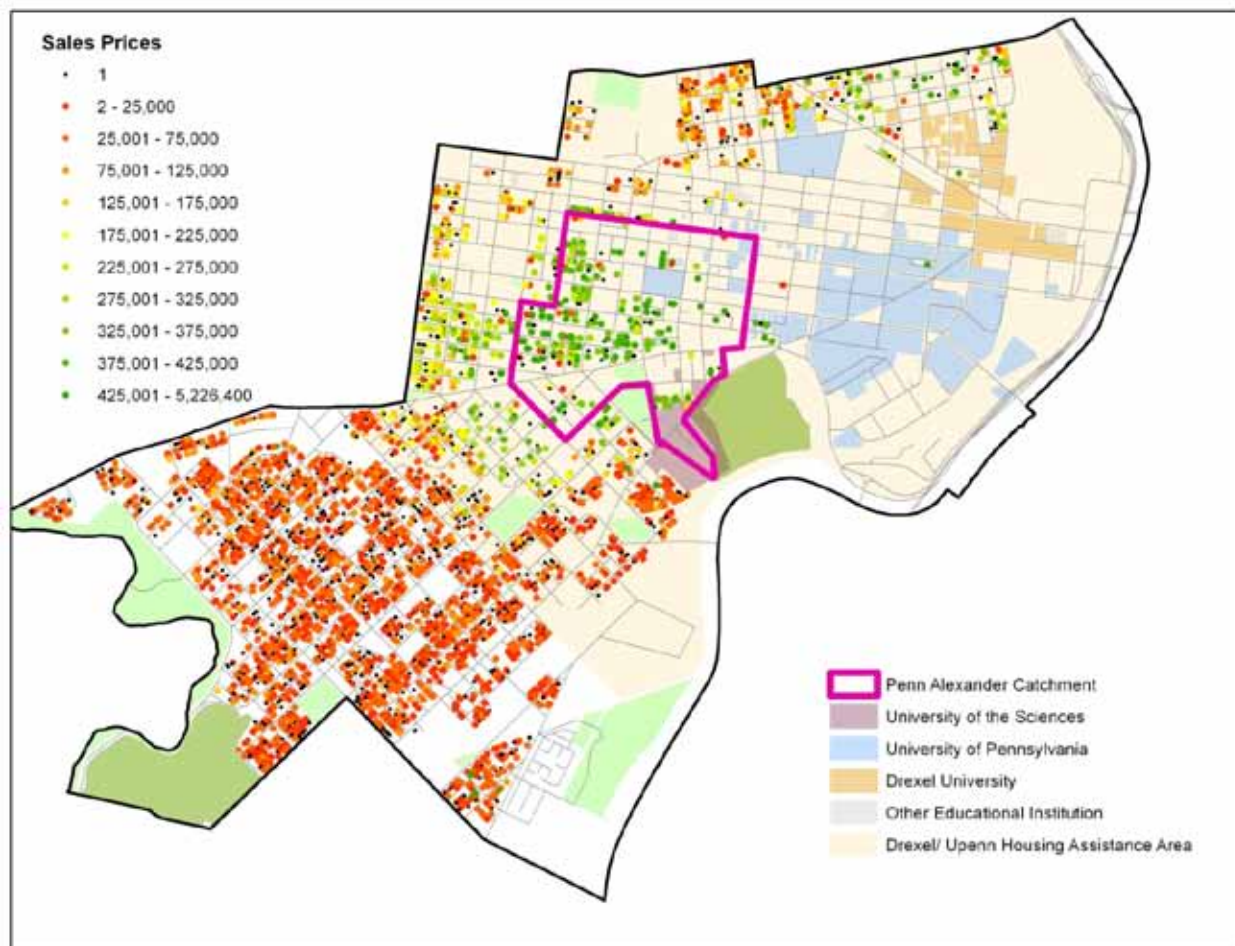 Sales Prices
1
2 - 25,000
25,001 - 75,000
75,001 - 125,000
125,001 - 175,000
175,001 - 225,000
225,001 - 275,000
275,001 - 325,000
325,001 - 375,000
375,001 - 425,000
425,001 - 5,226,400
Penn Alexander Catchment
University of the Sciences
University of Pennsylvania
Drexel University
Other Educational Institution
Drexel/ Upenn Housing Assistance Area